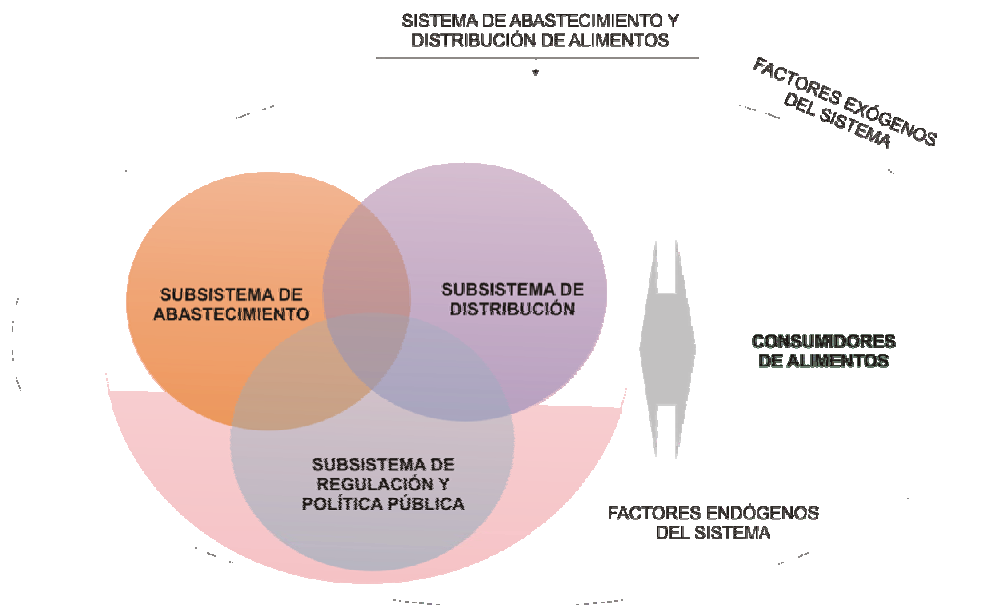 SISTEMA DE ABASTECIMIENTO Y
DISTRIBUCIÓN DE ALIMENTOS
FACTORES EXÓGENOS
DEL SISTEMA
SUBSISTEMA DE
ABASTECIMIENTO
SUBSISTEMA DE
DISTRIBUCIÓN
CONSUMIDORES
DE ALIMENTOS
SUBSISTEMA DE
REGULACIÓN Y
POLÍTICA PÚBLICA
FACTORES ENDÓGENOS
DEL SISTEMA